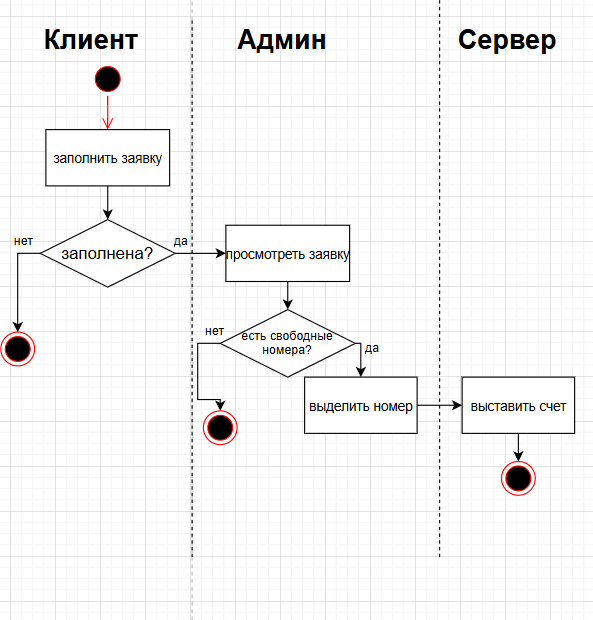 Клиент
Админ
Сервер
заполнить заявку
заполнена?
нет
да
просмотреть заявку
есть свободные
номера?
нет
да
выделить номер
выставить счет